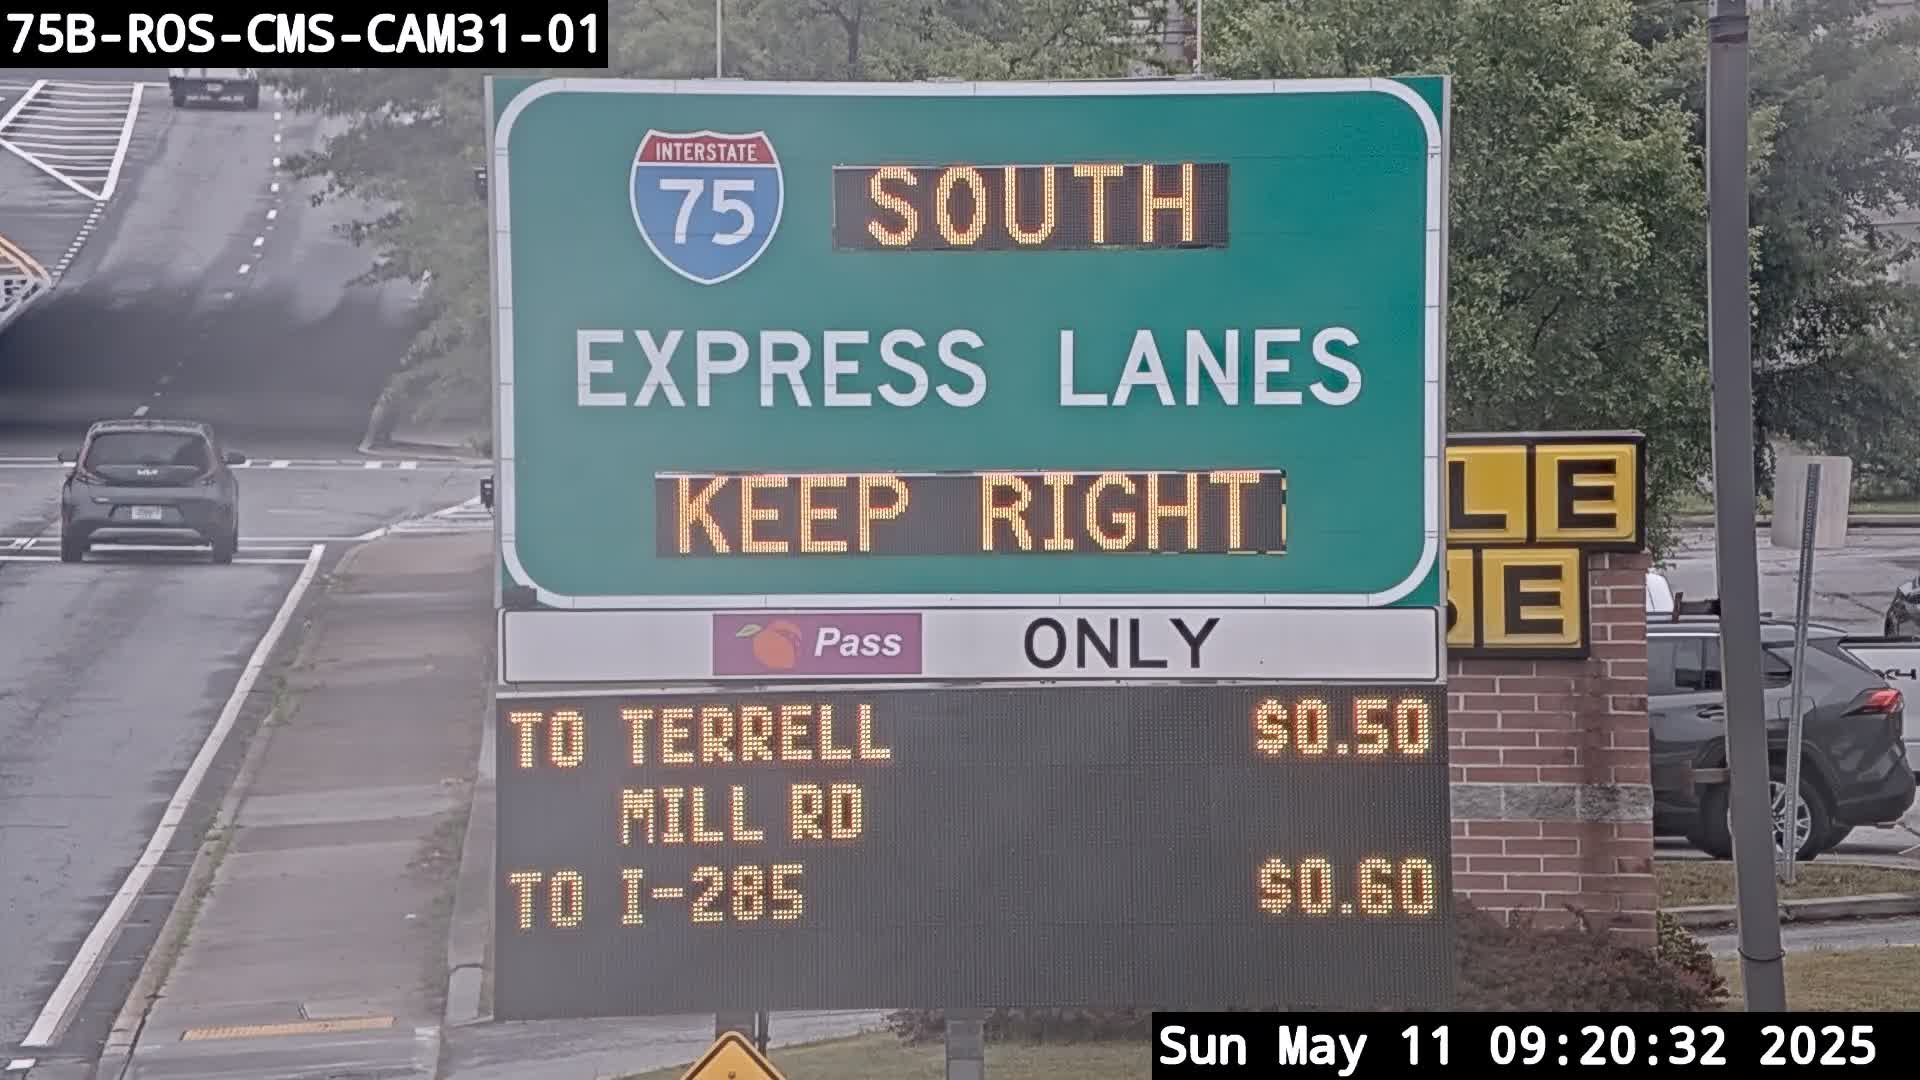 75B-ROS-CMS-CAM31-01
INTERSTATE
75
SOUTH
EXPRESS LANES
KEEP RIGHT
Pass ONLY
TO TERRELL $0.50
MILL RD
TO I-285 $0.60
LE
E
Sun May 11 09:20:32 2025